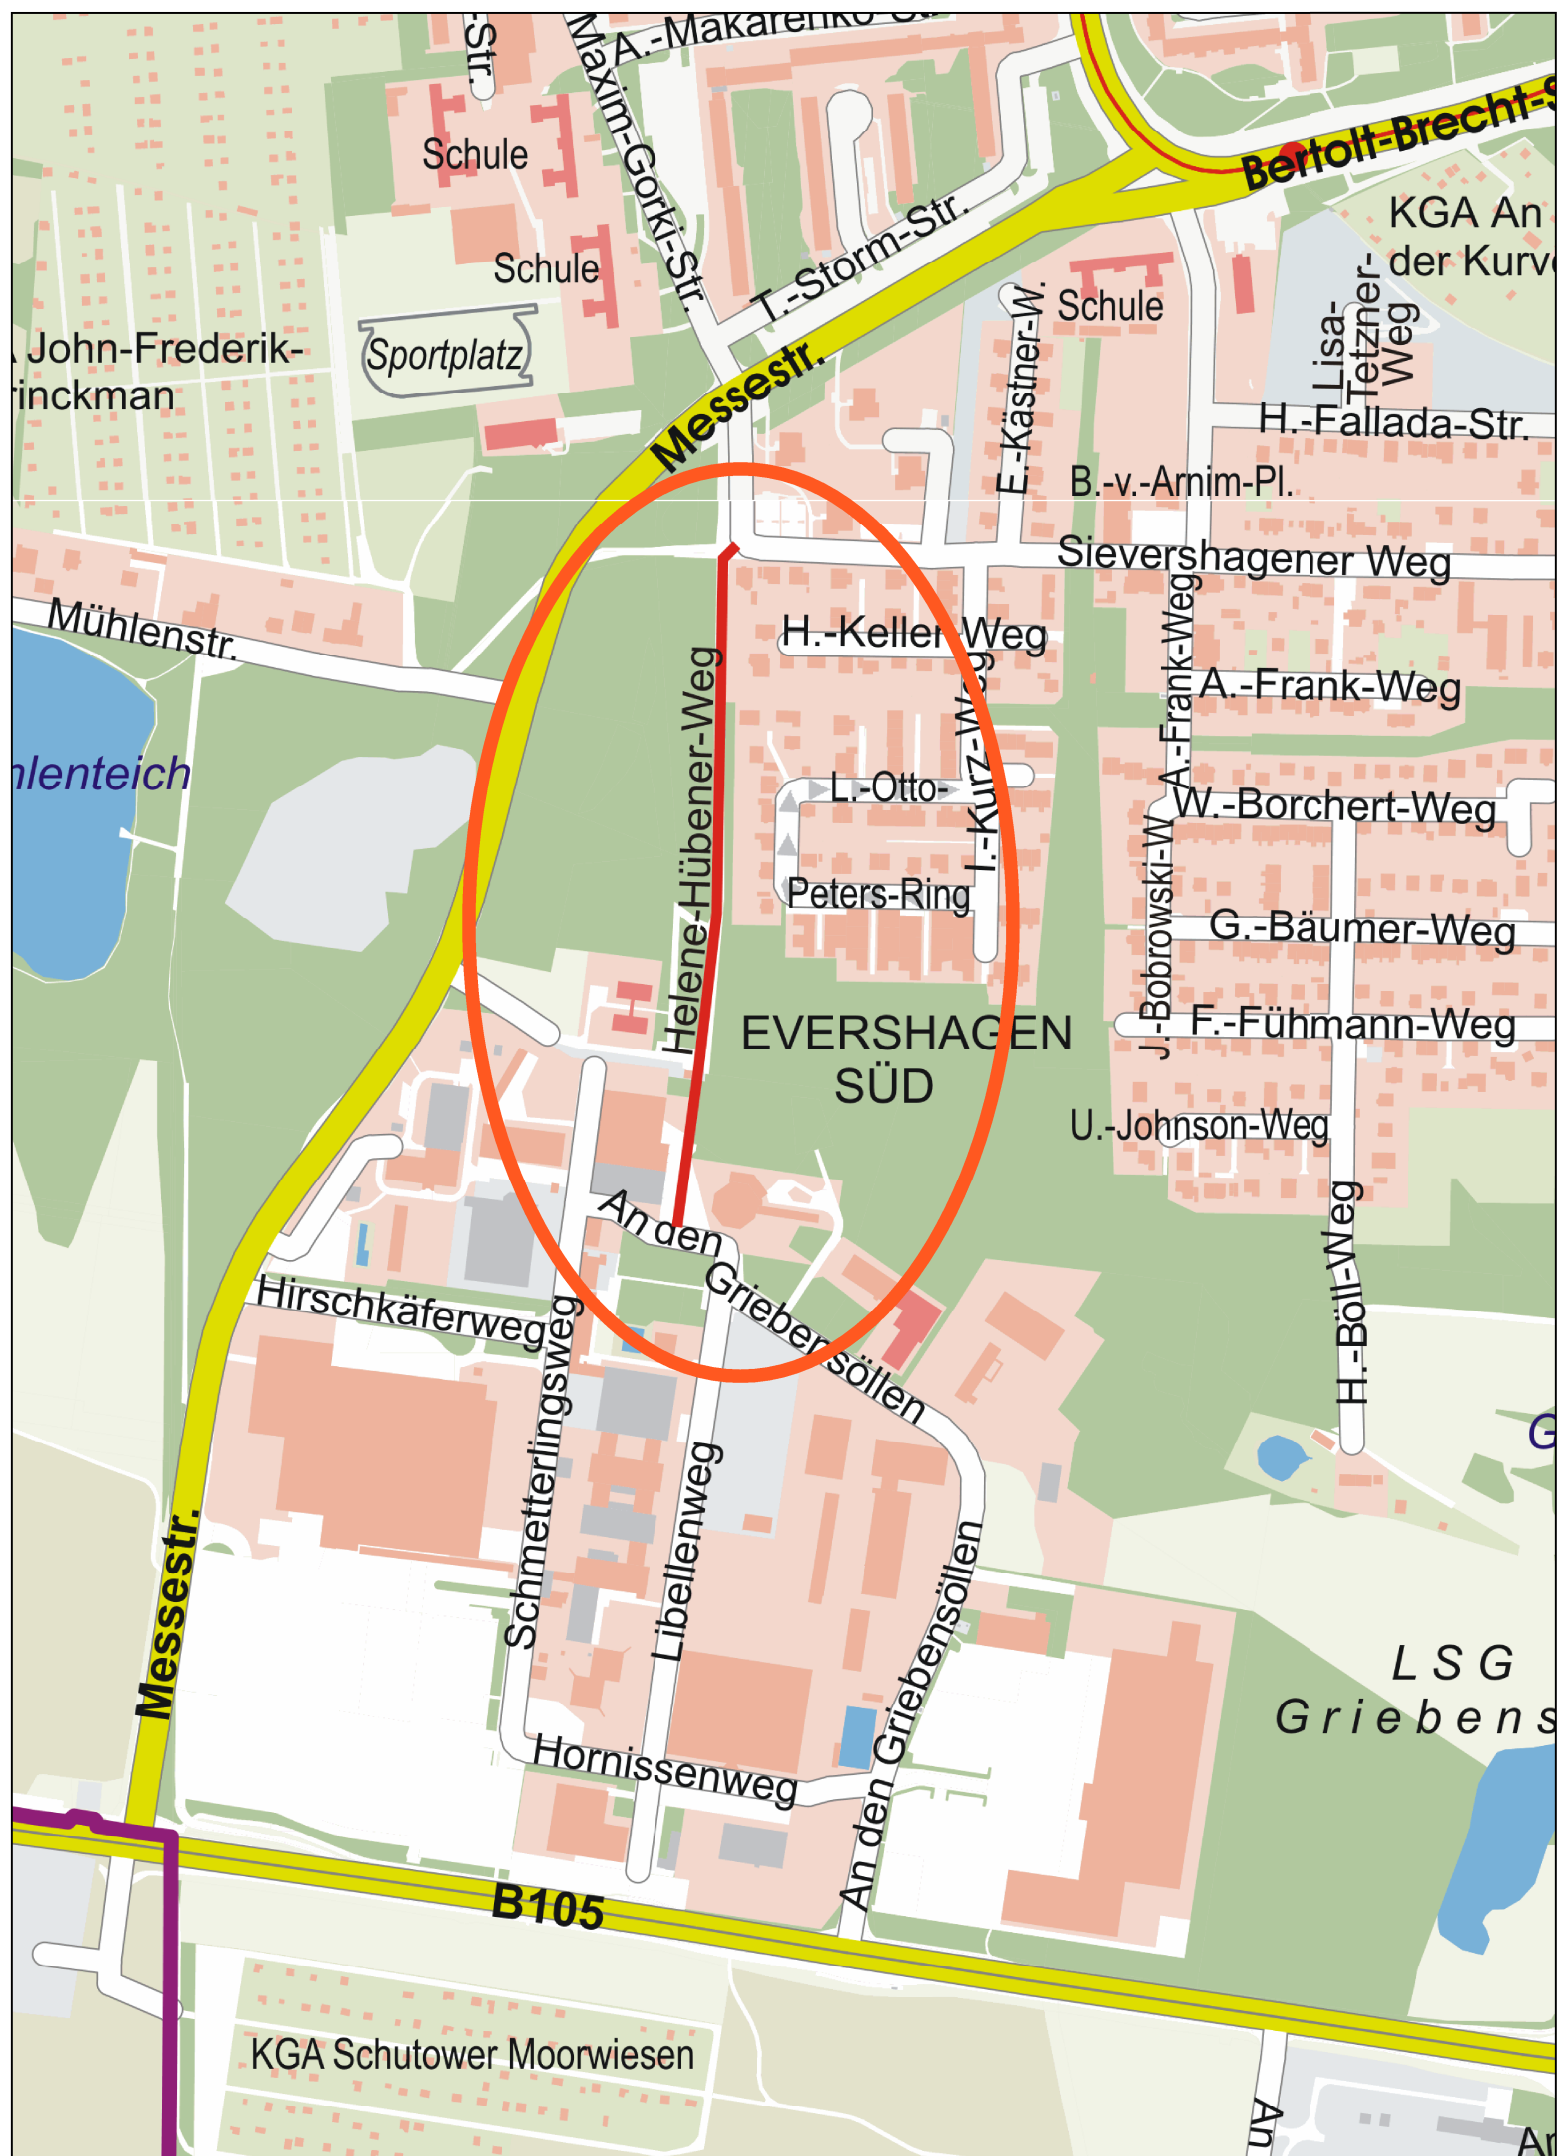 -Str.
A.-Makarenko-Str.
Maxim-Gorki-Str.
Bertolt-Brecht-S
Schule
KGA An
der Kurve
Schule
T.-Storm-Str.
Schule
Lisa-
Tetzner-
Weg
John-Frederik-
rinckman
Sportplatz
Messestr.
E.-Kästner-W.
H.-Fallada-Str.
B.-v.-Arnim-Pl.
Sievershagener Weg
Mühlenstr.
H.-Keller-Weg
A.-Frank-Weg
A.-Frank-Weg
Helene-Hübener-Weg
I.-Kurz-Weg
hlenteich
L.-Otto-
Peters-Ring
W.-Borchert-Weg
J.-Bobrowski-W.
G.-Bäumer-Weg
EVERSHAGEN
SÜD
F.-Fühmann-Weg
U.-Johnson-Weg
An den
Griebensöllen
H.-Böll-Weg
Hirschkäferweg
Schmetterlingsweg
Libellenweg
G
Messestr.
An den Griebensöllen
LSG
Griebens
Hornissenweg
B105
KGA Schutower Moorwiesen
An
Ar